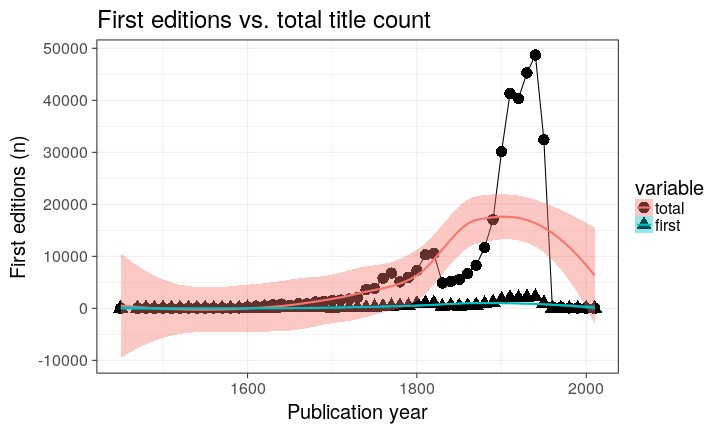 First editions vs. total title count
First editions (n)
50000
40000
30000
20000
10000
0
-10000
1600
1800
2000
Publication year
variable
total
first